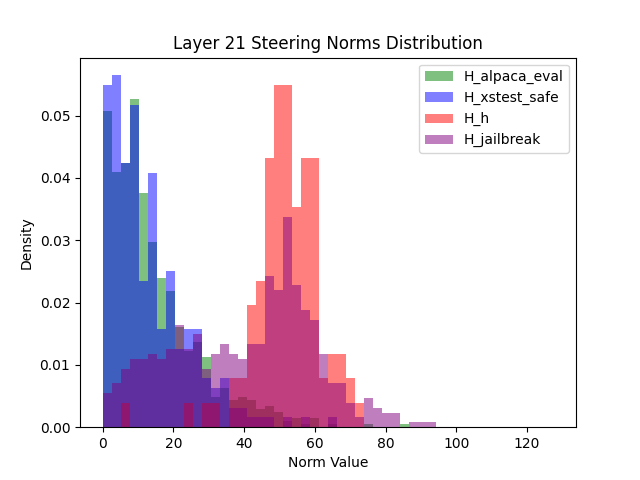 Layer 21 Steering Norms Distribution
H_alpaca_eval
H_xstest_safe
H_h
H_jailbreak
0.05
0.04
0.03
0.02
0.01
0.00
Density
0 20 40 60 80 100 120
Norm Value